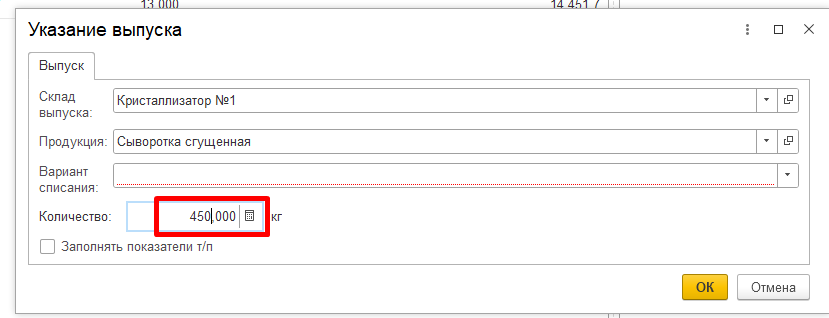 13,000 14 451,7
Указание выпуска
Выпуск
Склад выпуска: Кристаллизатор №1
Продукция: Сыворотка сгущенная
Вариант списания:
Количество: 450,000 кг
Заполнять показатели т/п
ОК Отмена